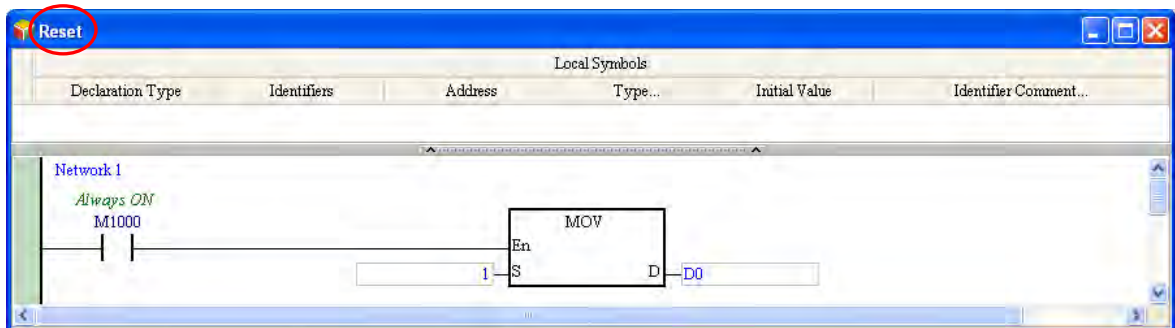 Reset
Local Symbols
Declaration Type Identifiers Address Type... Initial Value Identifier Comment...
Network 1
Always ON
M1000
MOV
En
1 S D D0